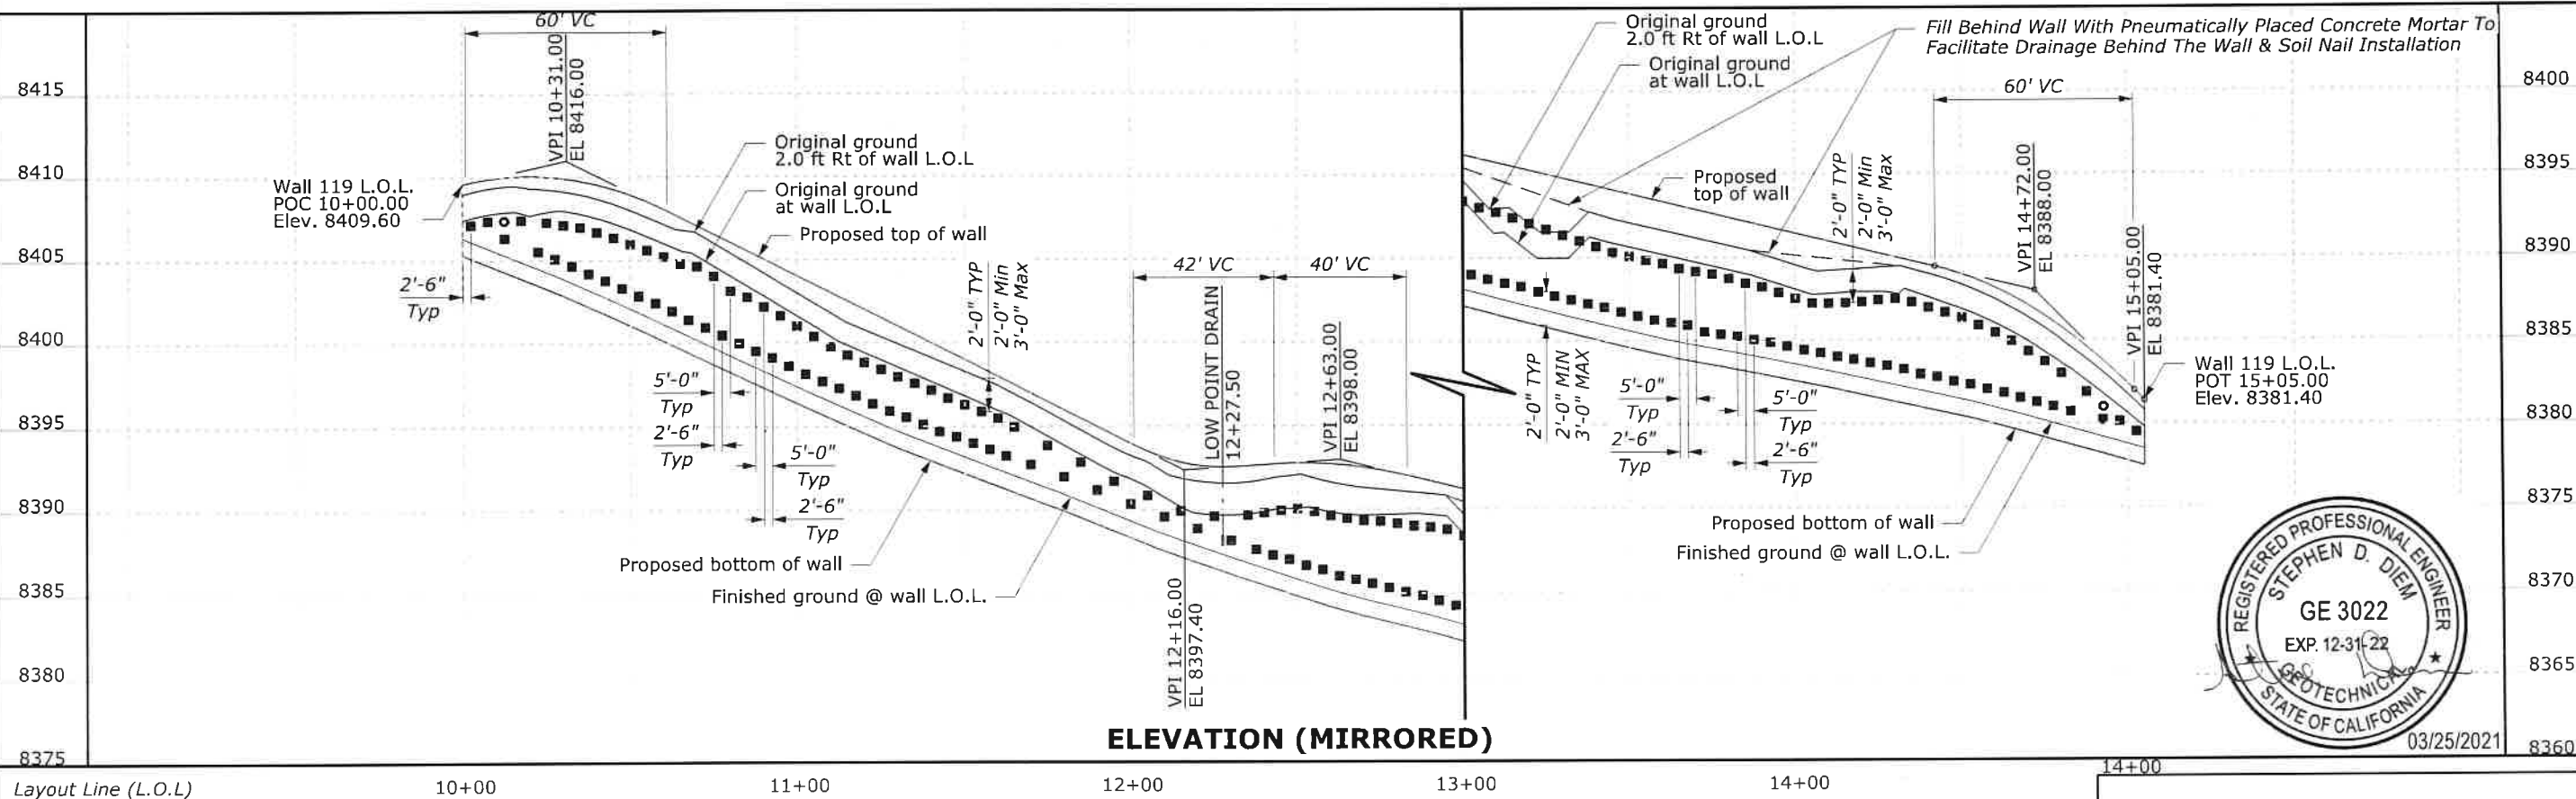 60' VC
VPI 10+31.00
EL 8416.00
Original ground
2.0 ft Rt of wall L.O.L
Original ground
at wall L.O.L
Fill Behind Wall With Pneumatically Placed Concrete Mortar To
Facilitate Drainage Behind The Wall & Soil Nail Installation
60' VC
8415
8410
8405
8400
8395
8390
8385
8380
8375
Wall 119 L.O.L.
POC 10+00.00
Elev. 8409.60
Original ground
2.0 ft Rt of wall L.O.L
Original ground
at wall L.O.L
Proposed top of wall
2'-6"
Typ
5'-0"
Typ
2'-6"
Typ
5'-0"
Typ
2'-6"
Typ
2'-0" TYP
2'-0" Min
3'-0" Max
42' VC
40' VC
LOW POINT DRAIN
12+27.50
VPI 12+63.00
EL 8398.00
Proposed bottom of wall
Finished ground @ wall L.O.L.
VPI 12+16.00
EL 8397.40
Proposed
top of wall
2'-0" TYP
2'-0" Min
3'-0" Max
VPI 14+72.00
EL 8388.00
VPI 15+05.00
EL 8381.40
Wall 119 L.O.L.
POT 15+05.00
Elev. 8381.40
2'-0" TYP
2'-0" MIN
3'-0" MAX
5'-0"
Typ
2'-6"
Typ
5'-0"
Typ
2'-6"
Typ
Proposed bottom of wall
Finished ground @ wall L.O.L.
8400
8395
8390
8385
8380
8375
8370
8365
8360
REGISTERED PROFESSIONAL ENGINEER
STEPHEN D. DIEM
GE 3022
EXP. 12-31-22
GEOTECHNICAL
STATE OF CALIFORNIA
03/25/2021
ELEVATION (MIRRORED)
Layout Line (L.O.L)
10+00
11+00
12+00
13+00
14+00
14+00